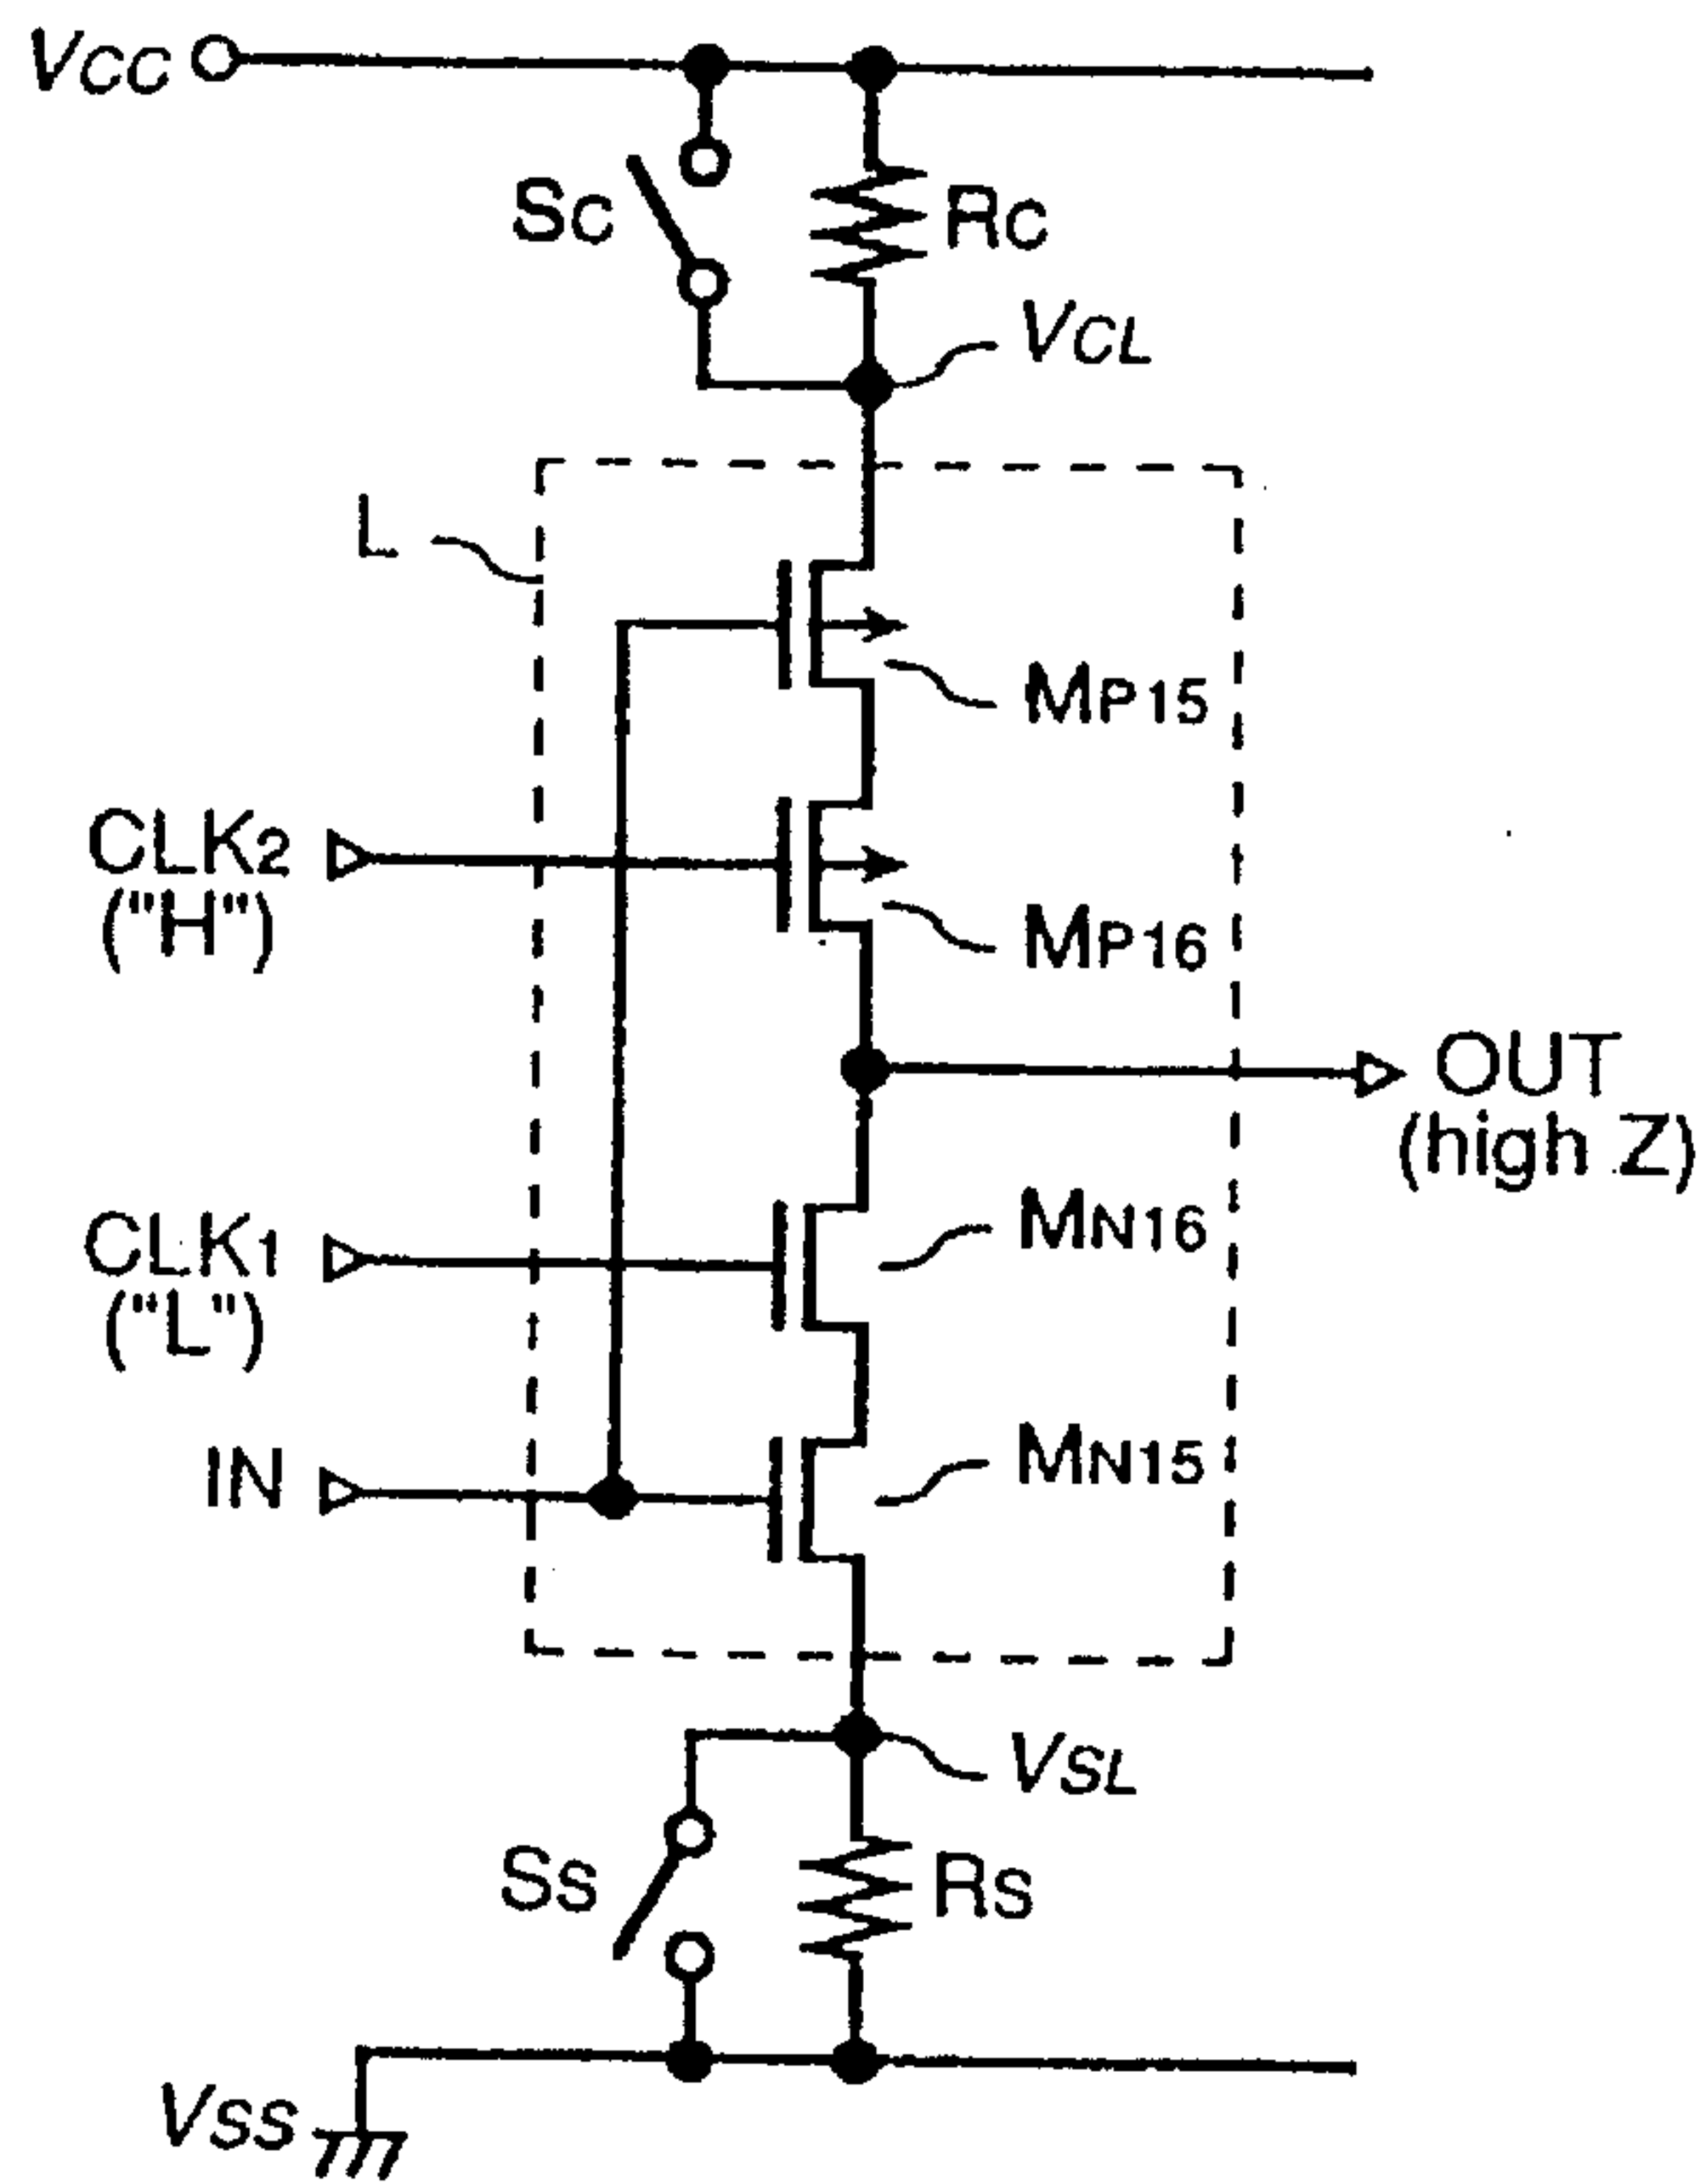 VCC
SC
RC
VCL
L
MP15
CLK2
("H")
MP16
OUT
(high Z)
CLK1
("L")
MN16
IN
MN15
VSL
SS
RS
VSS